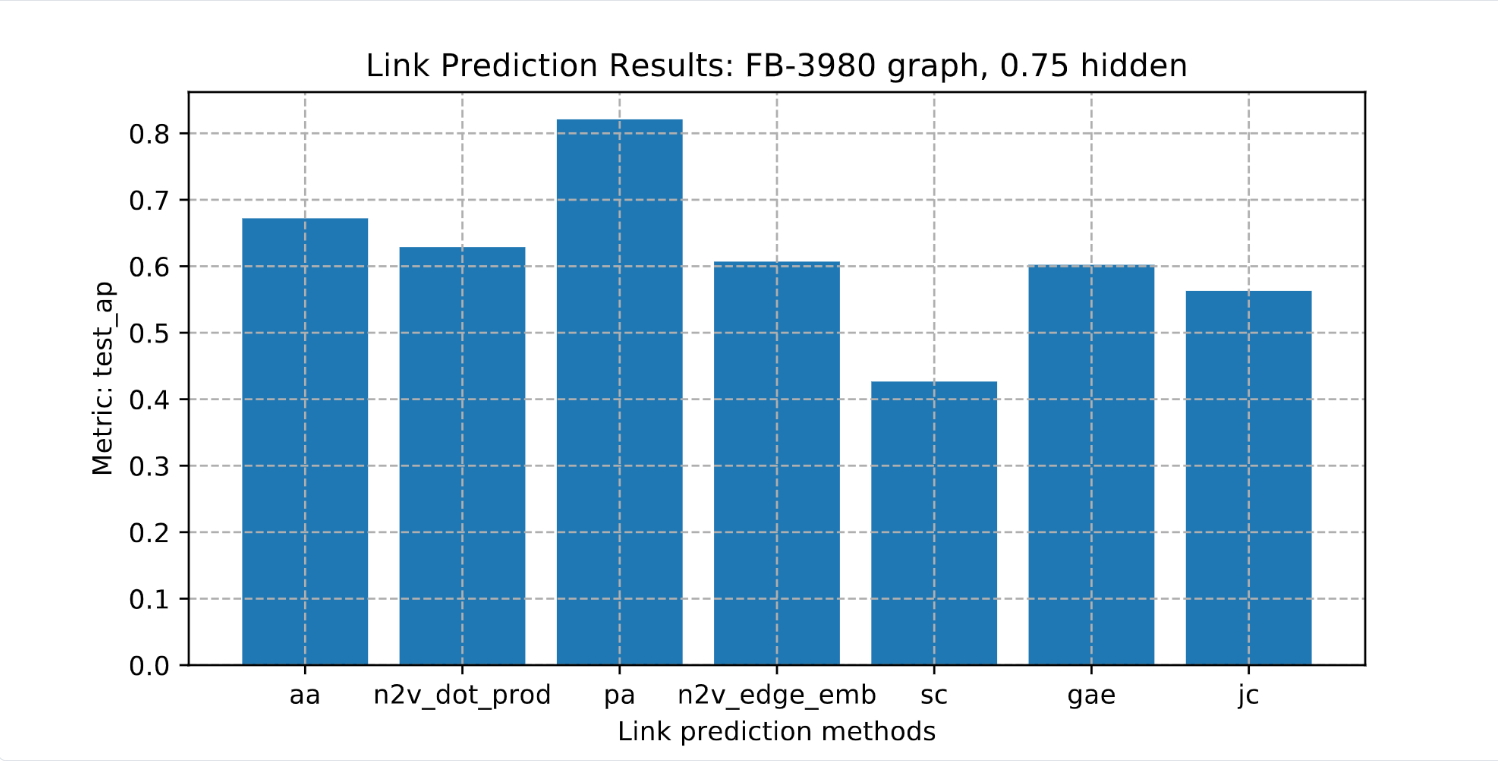 Link Prediction Results: FB-3980 graph, 0.75 hidden
0.8
0.7
0.6
0.5
0.4
0.3
0.2
0.1
0.0
Metric: test_ap
aa n2v_dot_prod pa n2v_edge_emb sc gae jc
Link prediction methods